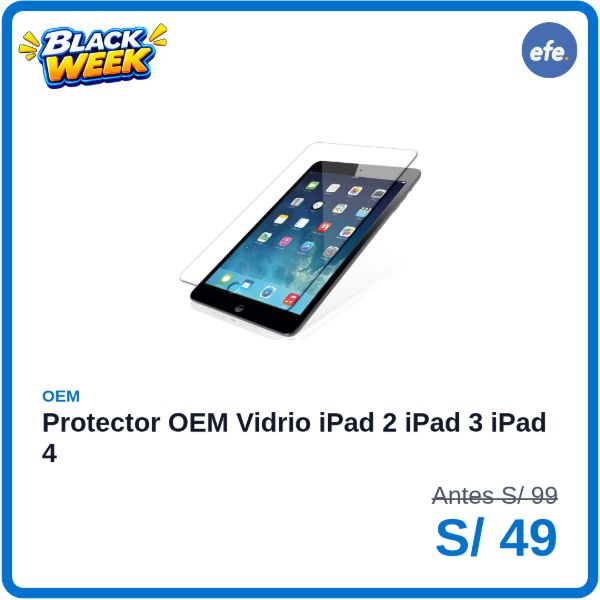 BLACK
WEEK
efe.
OEM
Protector OEM Vidrio iPad 2 iPad 3 iPad
4
Antes S/ 99
S/ 49